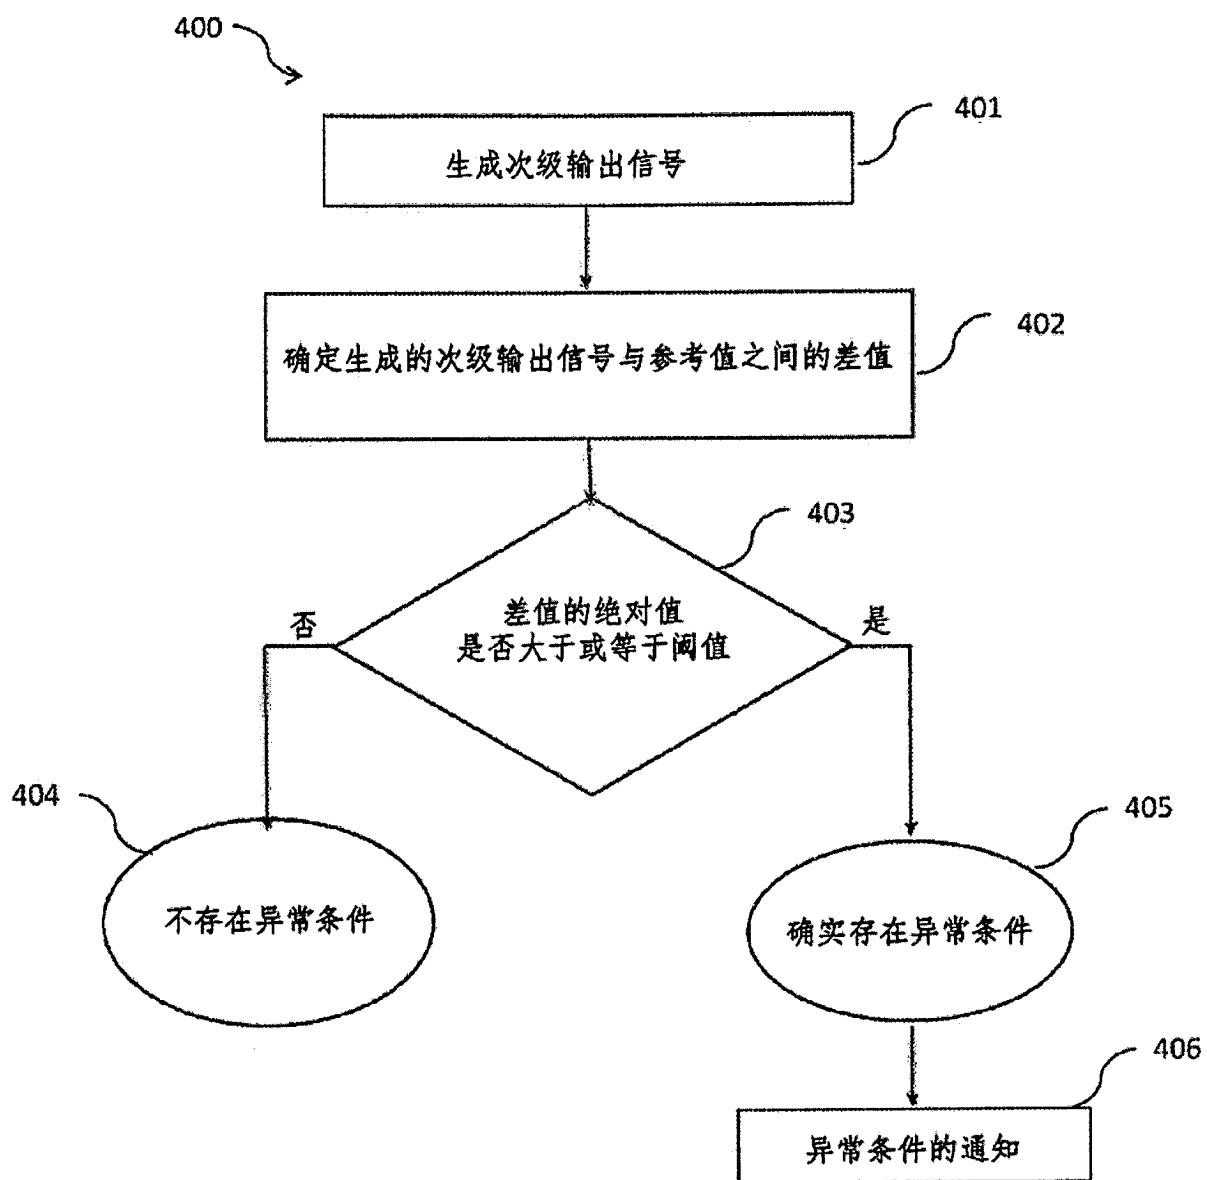 400
401
生成次级输出信号
402
确定生成的次级输出信号与参考值之间的差值
403
差值的绝对值
是否大于或等于阈值
否
是
404
不存在异常条件
405
确实存在异常条件
406
异常条件的通知